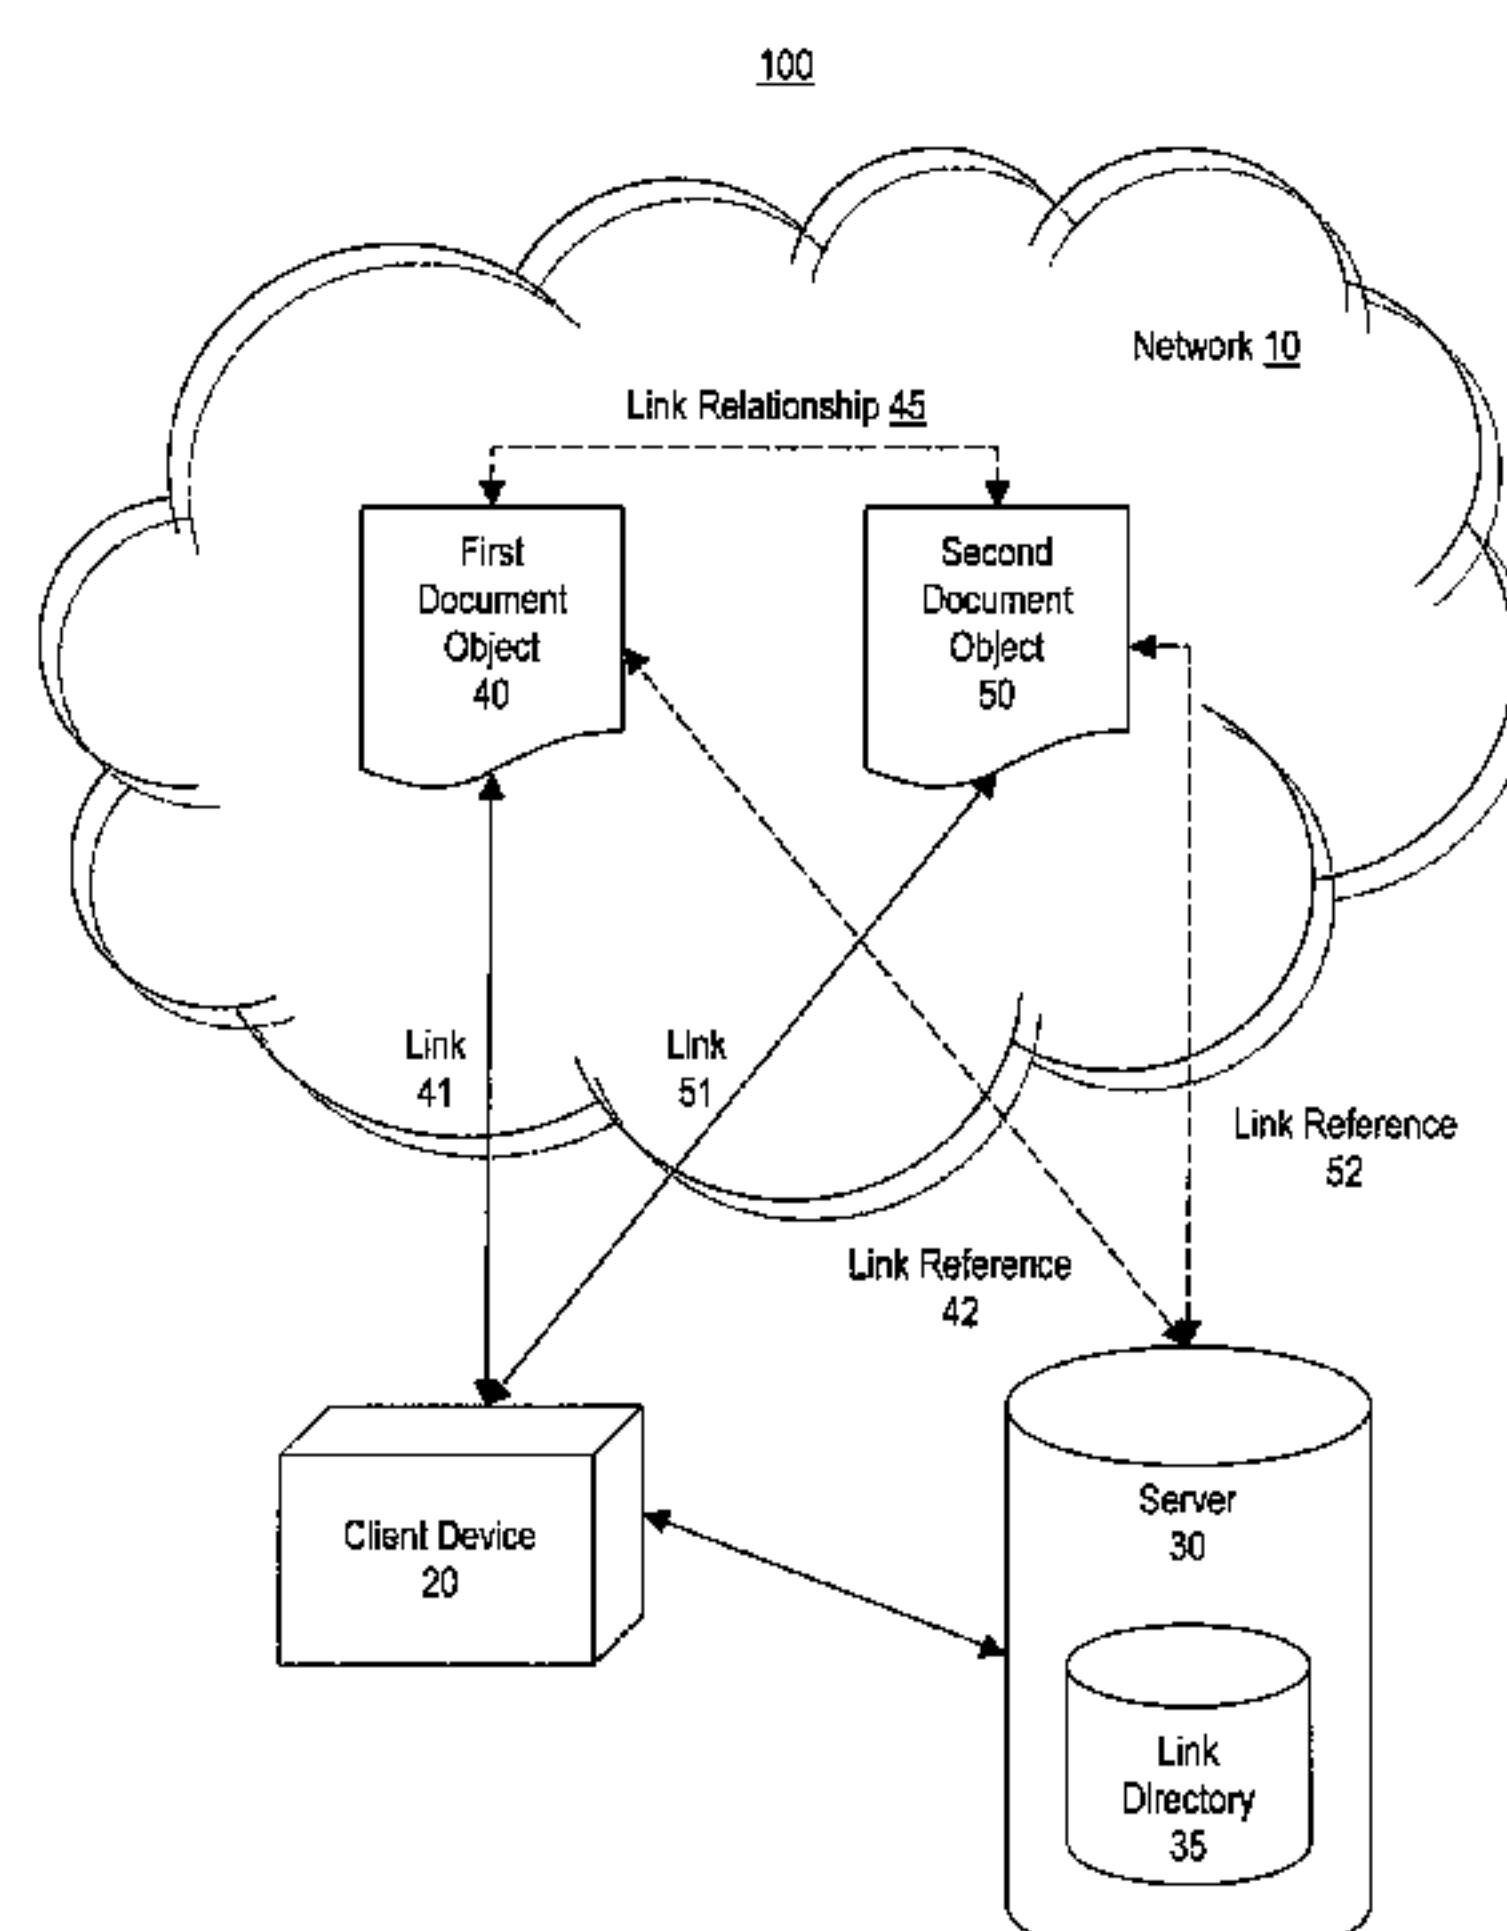 100
Network 10
Link Relationship 45
First
Document
Object
40
Second
Document
Object
50
Link
41
Link
51
Link Reference
52
Link Reference
42
Client Device
20
Server
30
Link
Directory
35